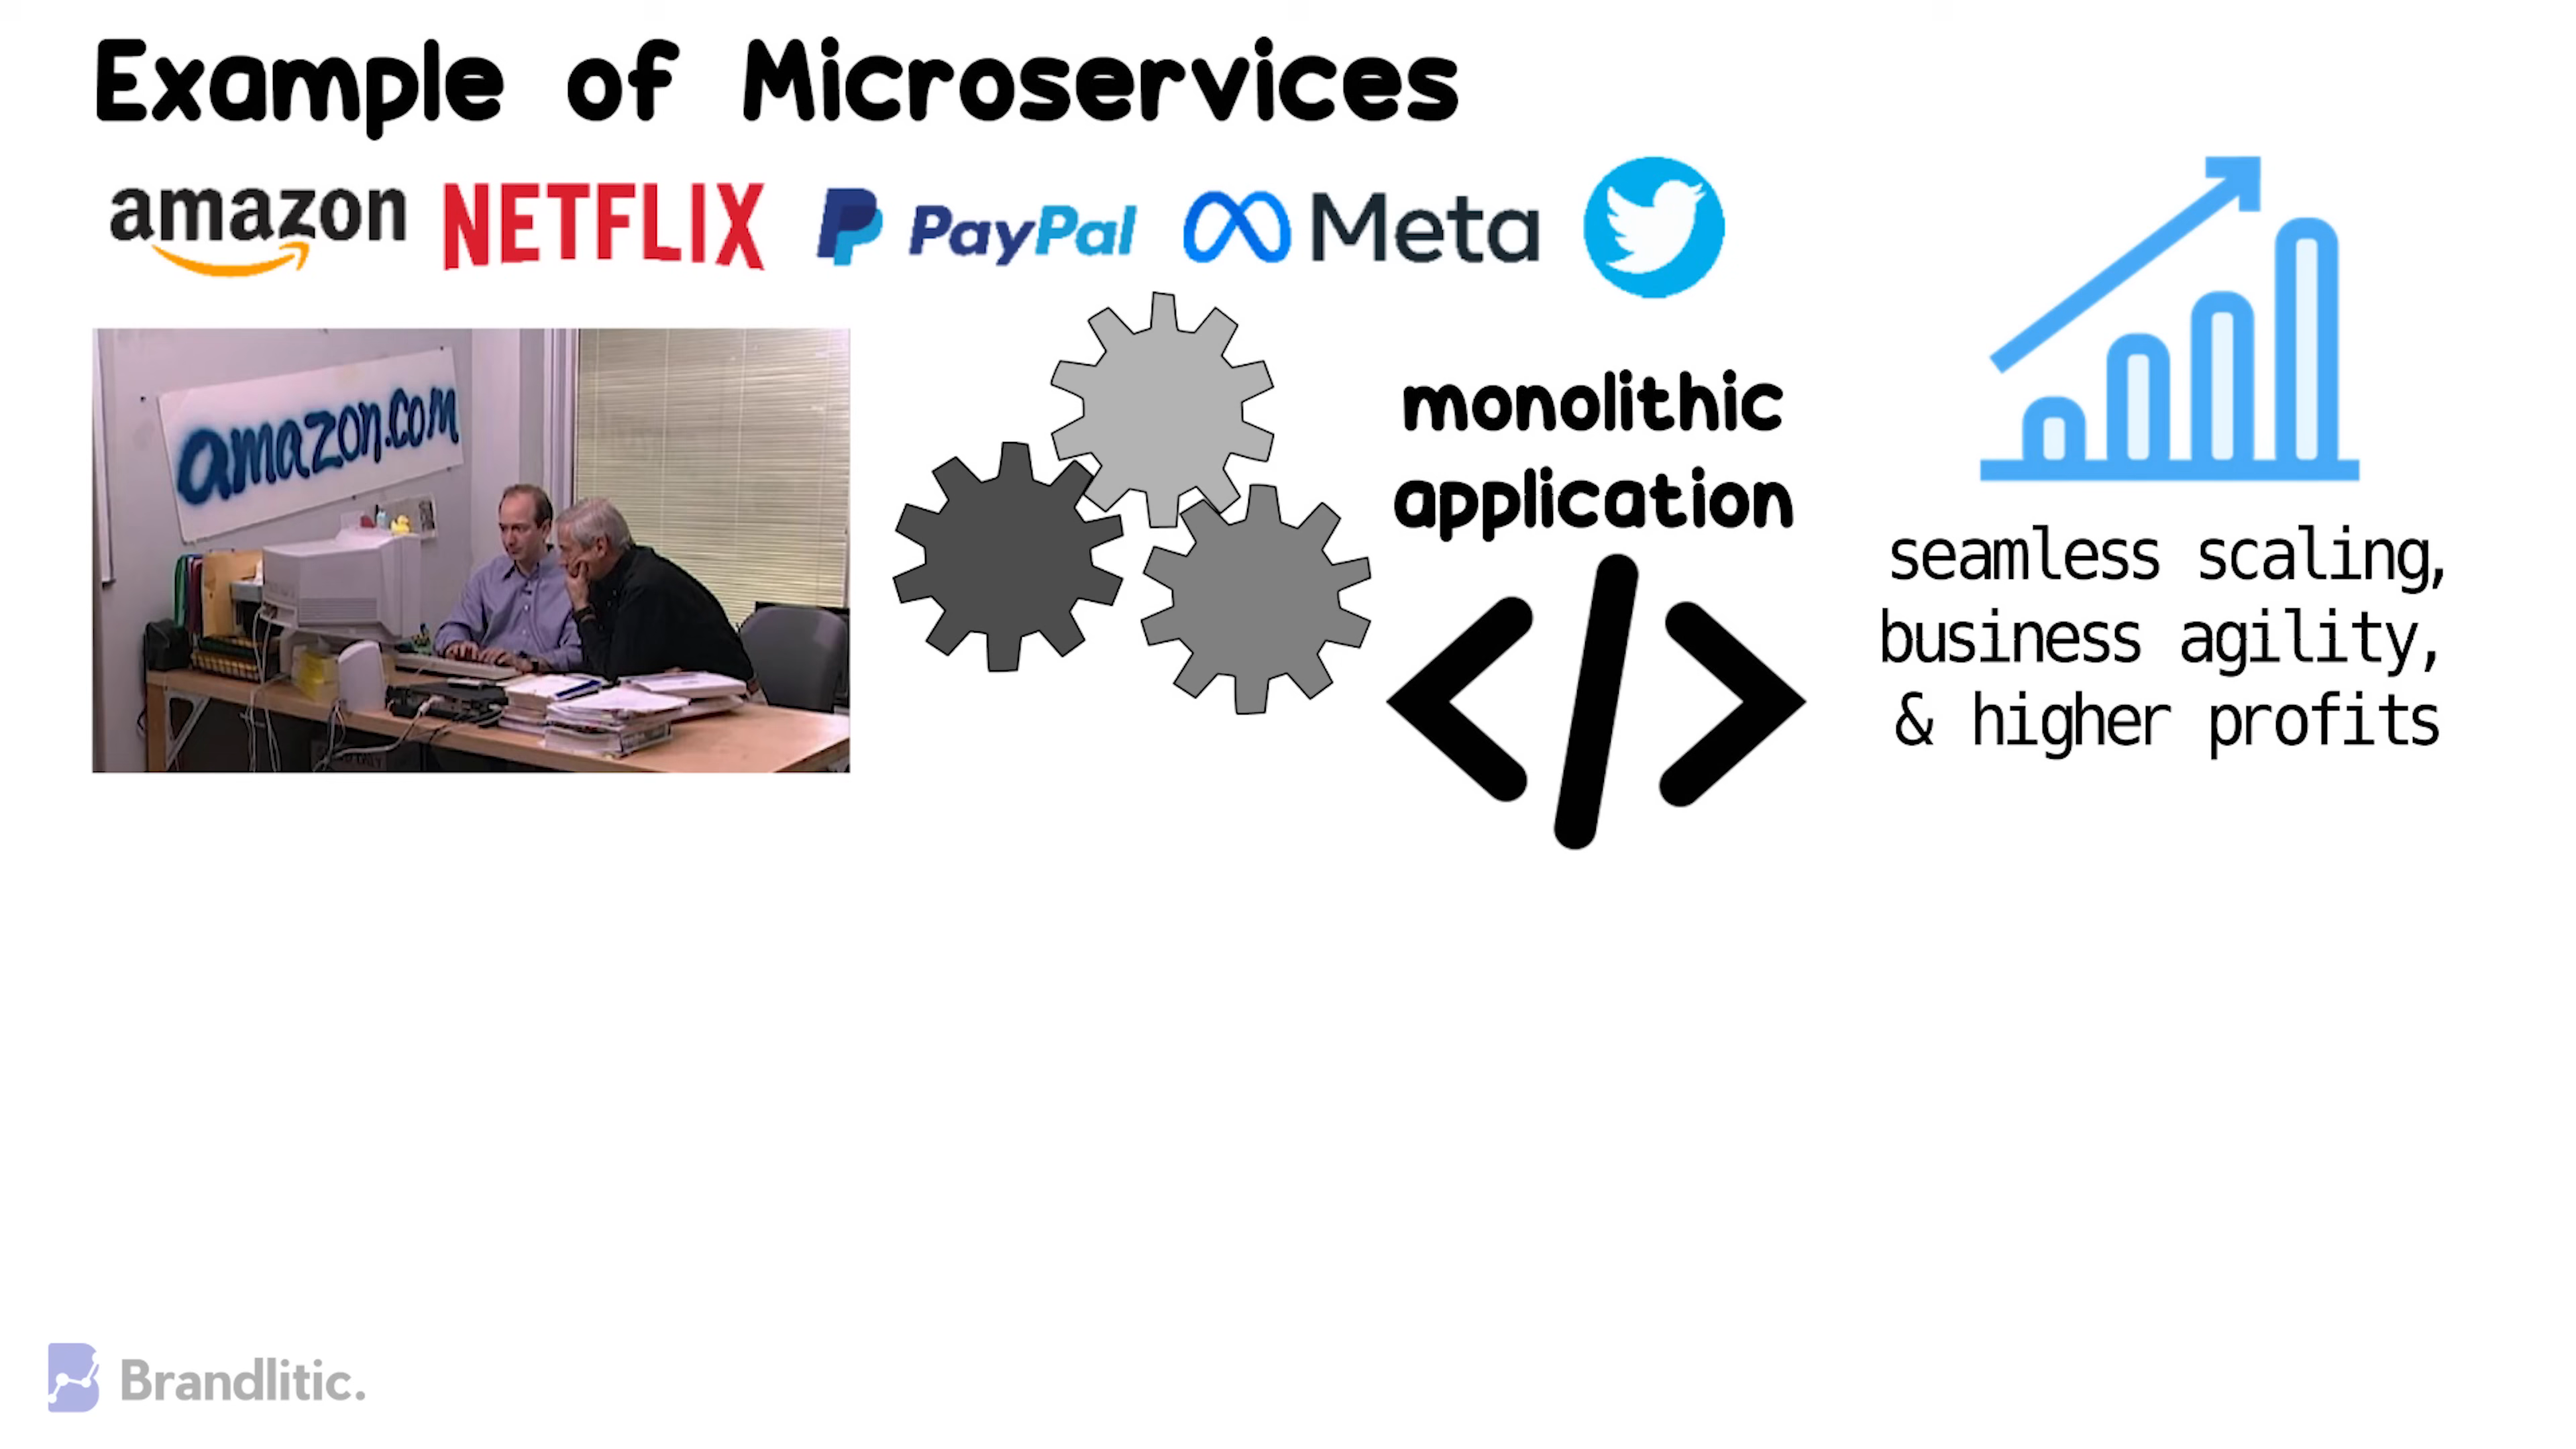 Example of Microservices
amazon NETFLIX PayPal Meta
amazon.com
monolithic
application
</>
seamless scaling,
business agility,
& higher profits
Brandlitic.